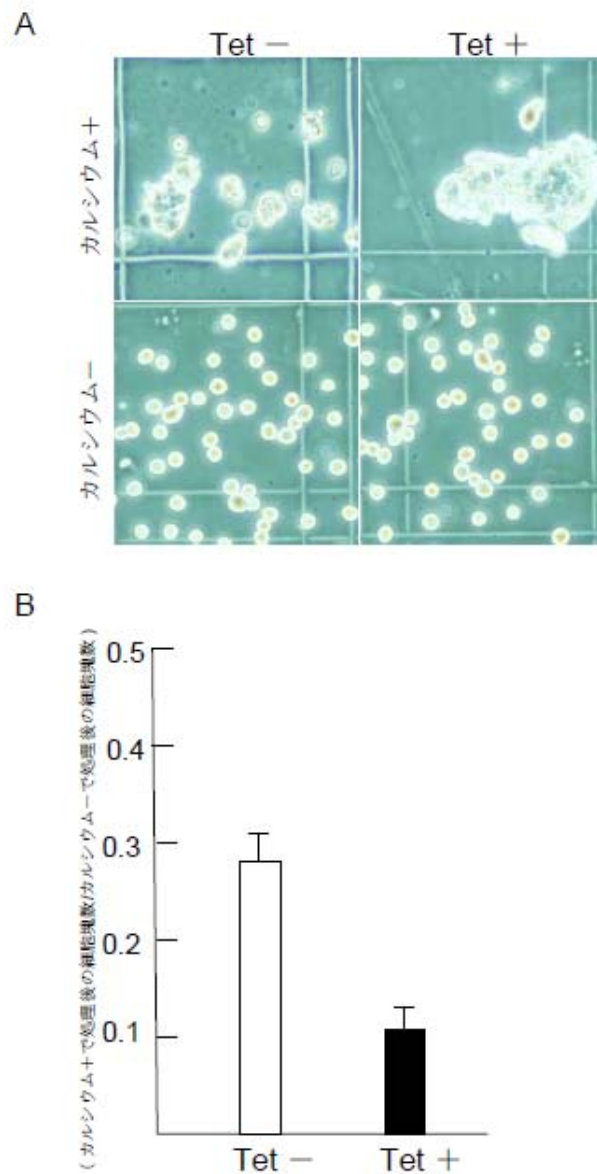 A
Tet －
Tet ＋
カルシウム＋
カルシウム－
B
（カルシウム＋で処理後の細胞塊数/カルシウム－で処理後の細胞塊数）
0.5
0.4
0.3
0.2
0.1
Tet －
Tet ＋